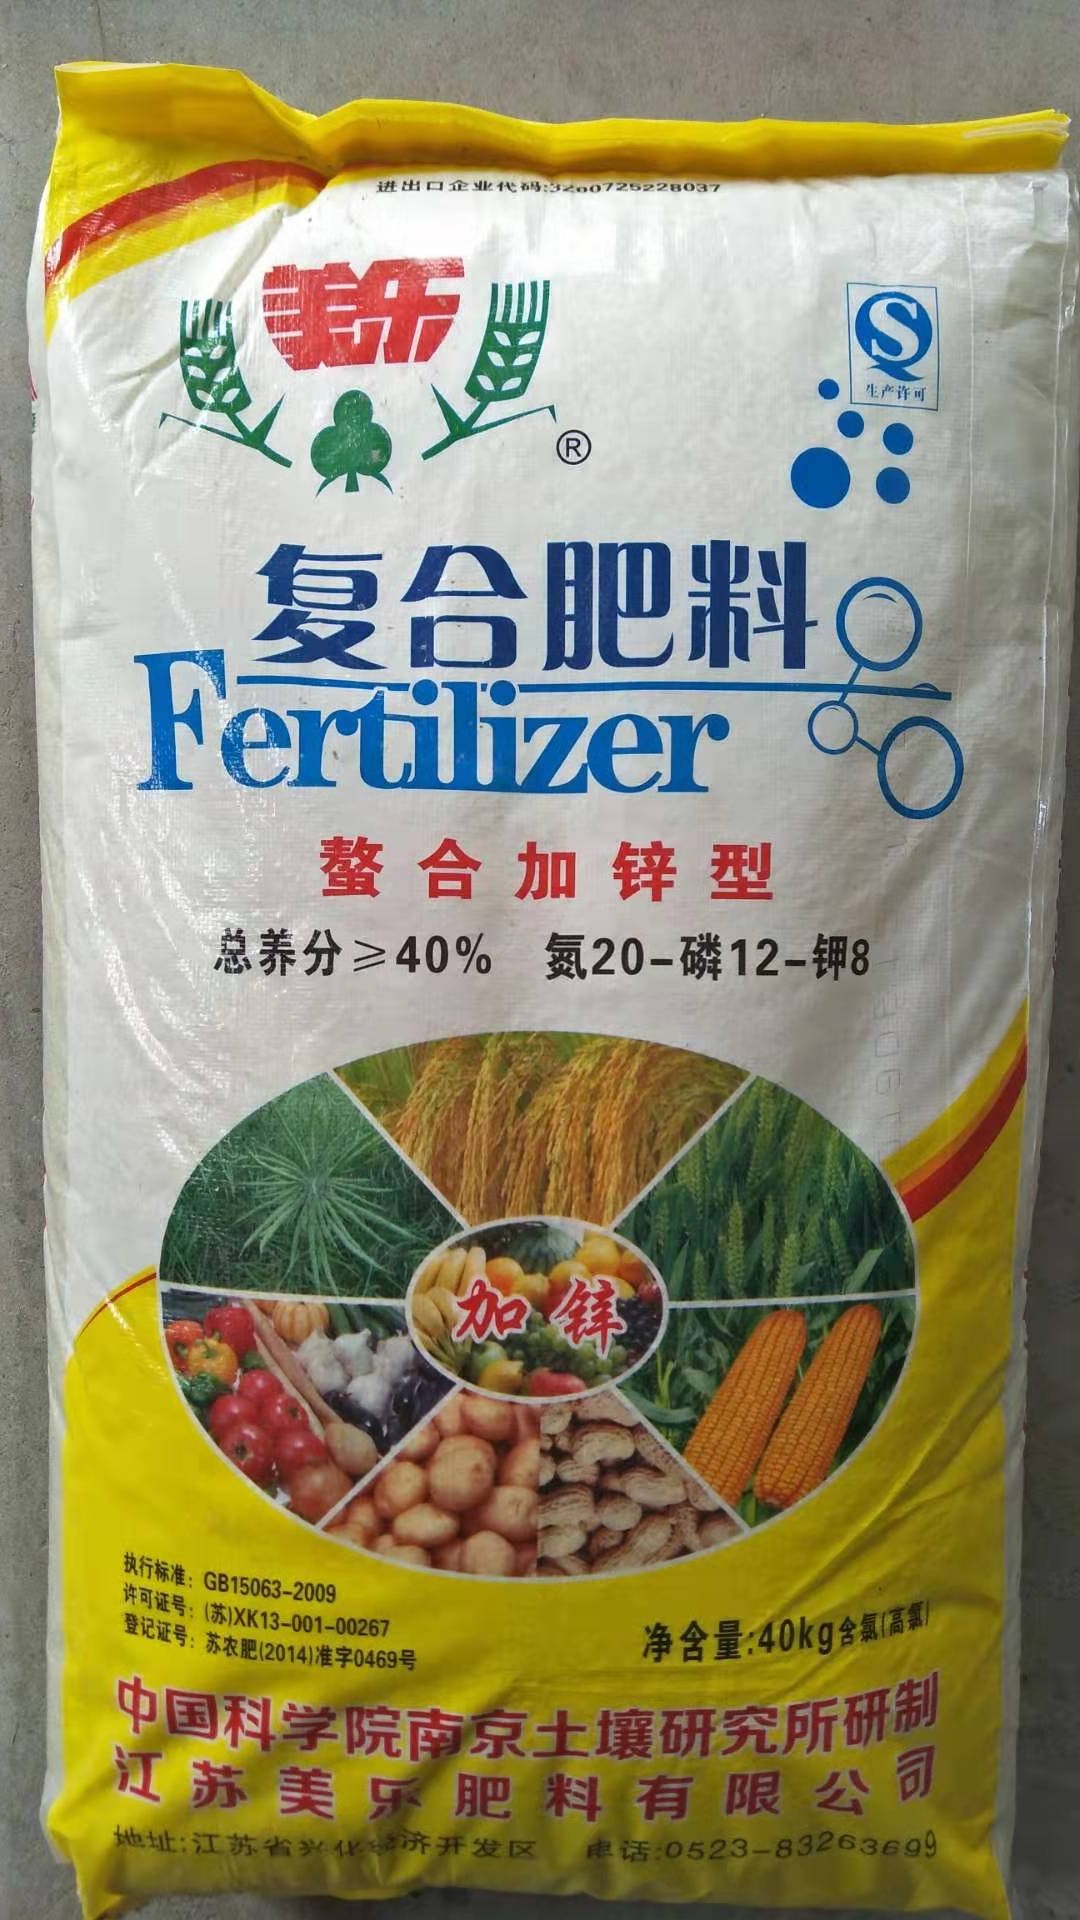 进出口企业代码:3200725228037
美乐
®
生产许可
复合肥料
Fertilizer
螯合加锌型
总养分≥40% 氮20-磷12-钾8
加锌
执行标准：GB15063-2009
许可证号：(苏)XK13-001-00267
登记证号：苏农肥(2014)准字0469号
净含量:40kg含氯(高氯)
中国科学院南京土壤研究所研制
江苏美乐肥料有限公司
地址:江苏省兴化经济开发区 电话:0523-83263699